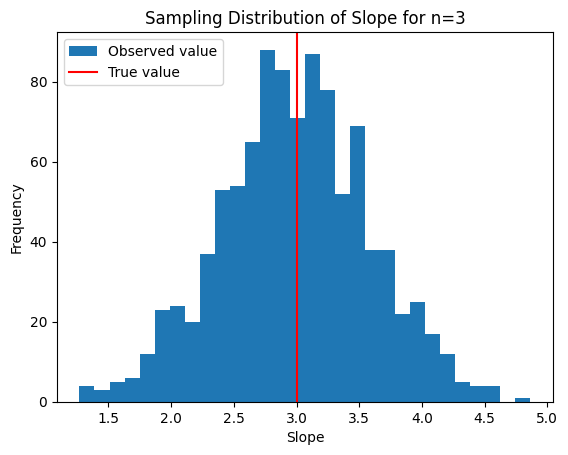 Sampling Distribution of Slope for n=3
Observed value
True value
80
60
40
20
0
Frequency
1.5 2.0 2.5 3.0 3.5 4.0 4.5 5.0
Slope